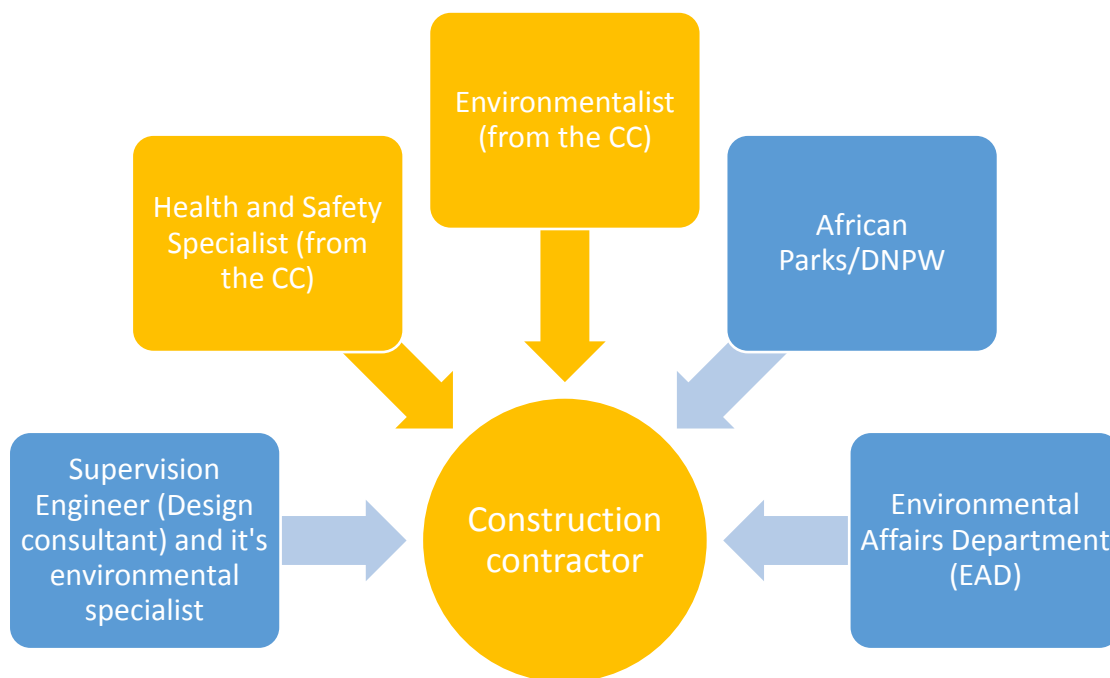 Environmentalist
(from the CC)
Health and Safety
Specialist (from
the CC)
African
Parks/DNPW
Supervision
Engineer (Design
consultant) and it's
environmental
specialist
Construction
contractor
Environmental
Affairs Department
(EAD)